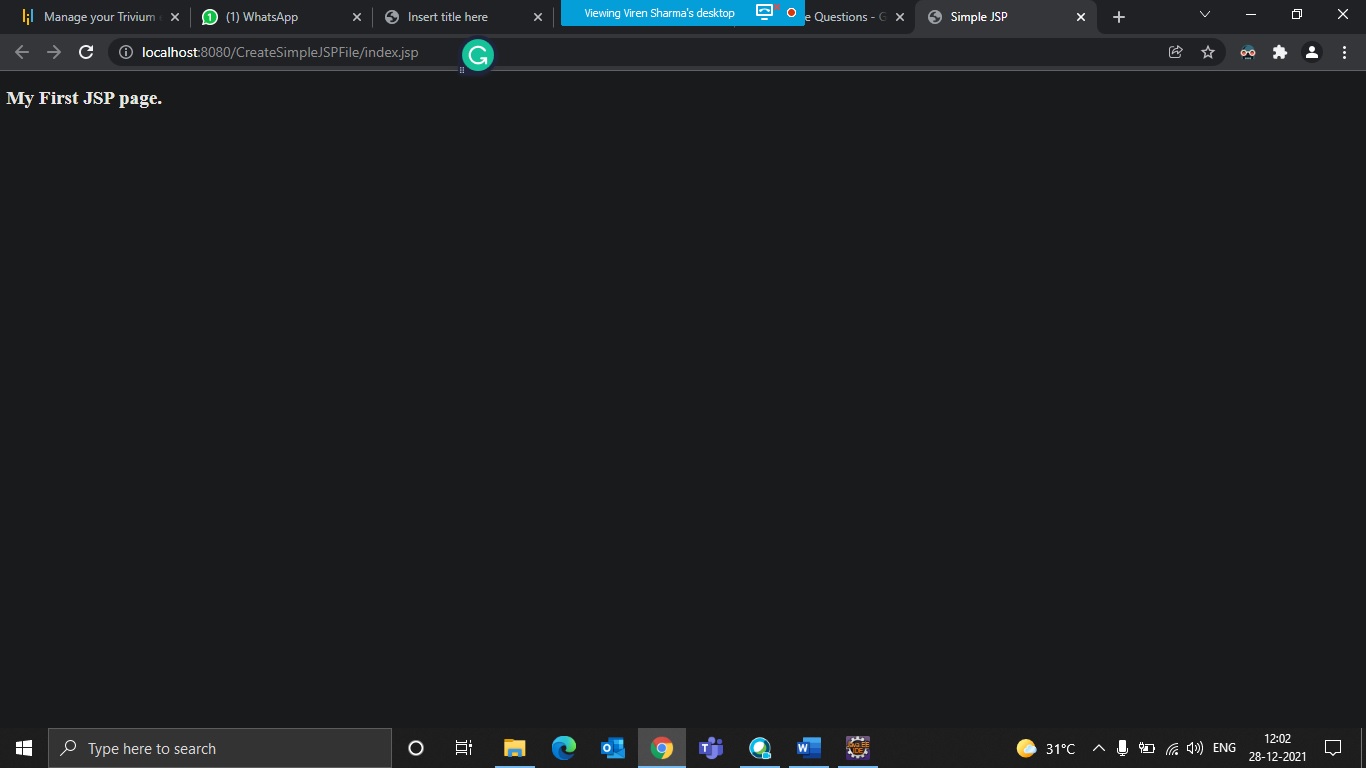 Manage your Trivium
(1) WhatsApp
Insert title here
Viewing Viren Sharma's desktop
e Questions - G
Simple JSP
localhost:8080/CreateSimpleJSPFile/index.jsp
My First JSP page.
Type here to search
31°C
ENG
12:02
28-12-2021